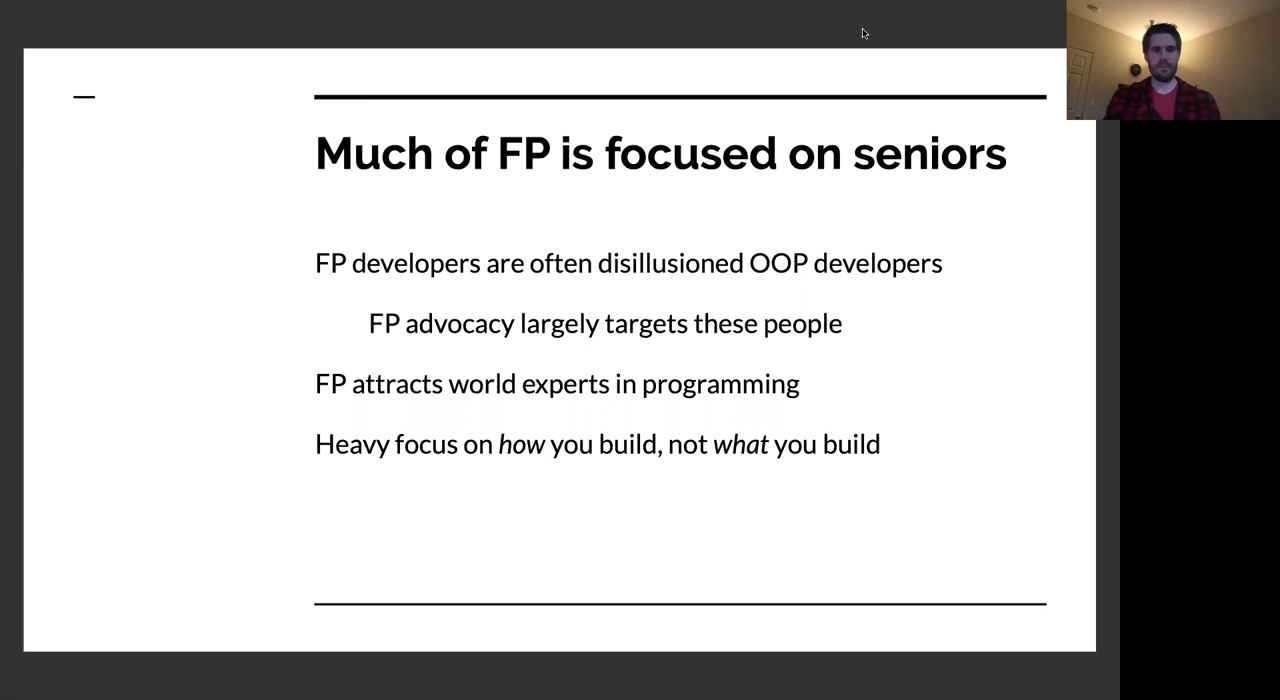 Much of FP is focused on seniors
FP developers are often disillusioned OOP developers
FP advocacy largely targets these people
FP attracts world experts in programming
Heavy focus on how you build, not what you build